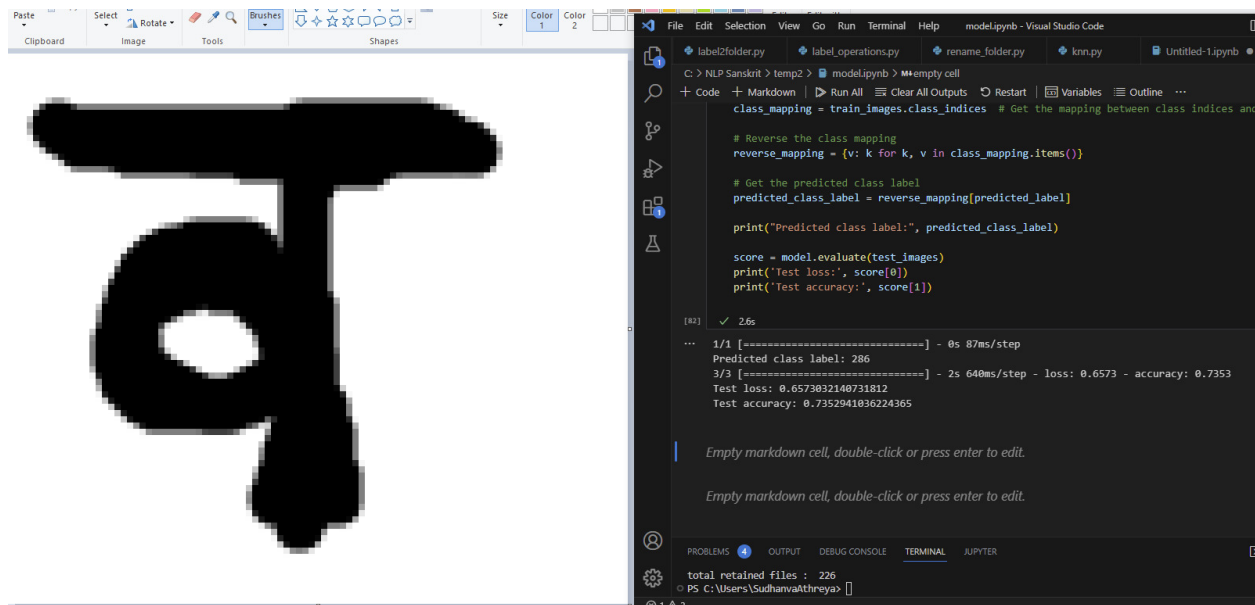 Paste
Select
Rotate
Brushes
Size
Color
1
Color
2
Clipboard
Image
Tools
Shapes
File Edit Selection View Go Run Terminal Help model.ipynb - Visual Studio Code
label2folder.py label_operations.py rename_folder.py knn.py Untitled-1.ipynb
C: > NLP Sanskrit > temp2 > model.ipynb > M↓empty cell
+ Code + Markdown | Run All Clear All Outputs Restart | Variables Outline ...
class_mapping = train_images.class_indices # Get the mapping between class indices and
# Reverse the class mapping
reverse_mapping = {v: k for k, v in class_mapping.items()}
# Get the predicted class label
predicted_class_label = reverse_mapping[predicted_label]
print("Predicted class label:", predicted_class_label)
score = model.evaluate(test_images)
print('Test loss:', score[0])
print('Test accuracy:', score[1])
[82] ✓ 2.6s
... 1/1 [==============================] - 0s 87ms/step
Predicted class label: 286
3/3 [==============================] - 2s 640ms/step - loss: 0.6573 - accuracy: 0.7353
Test loss: 0.6573032140731812
Test accuracy: 0.7352941036224365
Empty markdown cell, double-click or press enter to edit.
Empty markdown cell, double-click or press enter to edit.
PROBLEMS 4 OUTPUT DEBUG CONSOLE TERMINAL JUPYTER
total retained files : 226
PS C:\Users\SudhanvaAthreya>